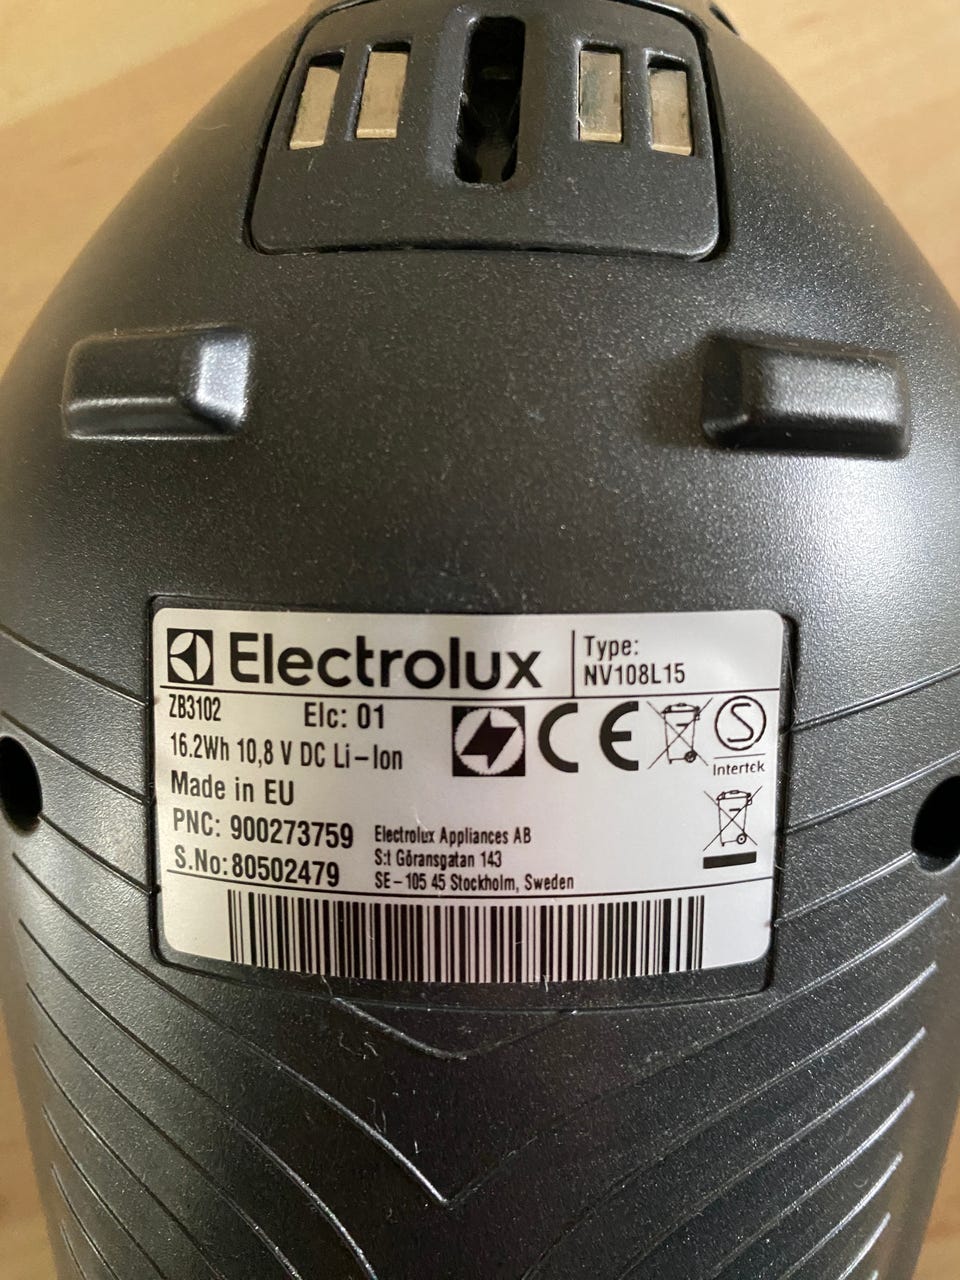 Electrolux
Type:
NV108L15
ZB3102 Elc: 01
16.2Wh 10,8 V DC Li-Ion
Made in EU
PNC: 900273759
S.No: 80502479
Electrolux Appliances AB
S:t Göransgatan 143
SE-105 45 Stockholm, Sweden
CE
S
Intertek